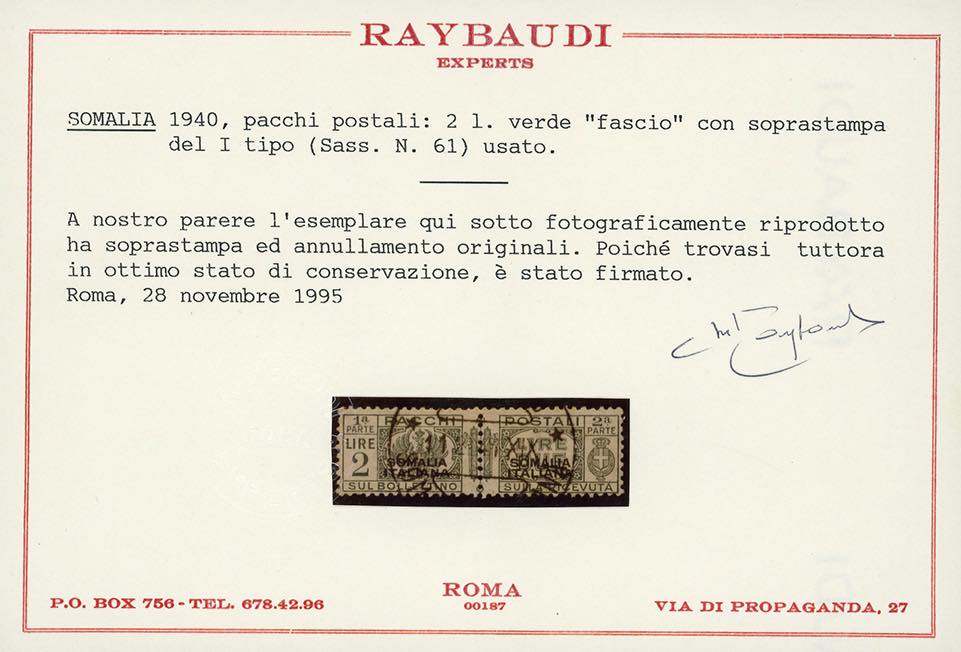 RAYBAUDI
EXPERTS
SOMALIA 1940, pacchi postali: 2 l. verde "fascio" con soprastampa
del I tipo (Sass. N. 61) usato.
A nostro parere l'esemplare qui sotto fotograficamente riprodotto
ha soprastampa ed annullamento originali. Poiché trovasi tuttora
in ottimo stato di conservazione, è stato firmato.
Roma, 28 novembre 1995
1ª PARTE PACCHI POSTALI 2ª PARTE
LIRE 2
SOMALIA ITALIANA SOMALIA ITALIANA
SUL BOLLETTINO SULLA RICEVUTA
ROMA
00187
P.O. BOX 756 - TEL. 678.42.96
VIA DI PROPAGANDA, 27